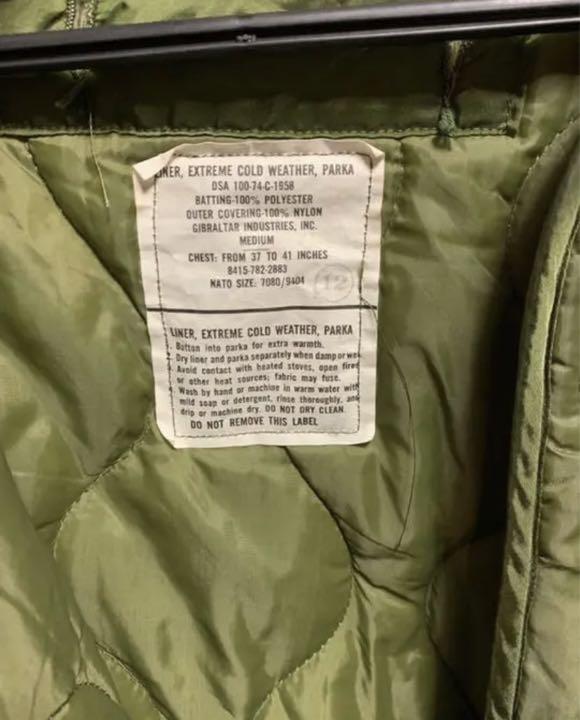 LINER, EXTREME COLD WEATHER, PARKA
DSA 100-74-C-1958
BATTING-100% POLYESTER
OUTER COVERING-100% NYLON
GIBRALTAR INDUSTRIES, INC.
MEDIUM
CHEST: FROM 37 TO 41 INCHES
8415-782-2883
NATO SIZE: 7080/9404
12
LINER, EXTREME COLD WEATHER, PARKA
Button into parka for extra warmth.
Dry liner and parka separately when damp or wet
Avoid contact with heated stoves, open fires
or other heat sources; fabric may fuse.
Wash by hand or machine in warm water with
mild soap or detergent, rinse thoroughly, and
drip or machine dry. DO NOT DRY CLEAN.
DO NOT REMOVE THIS LABEL